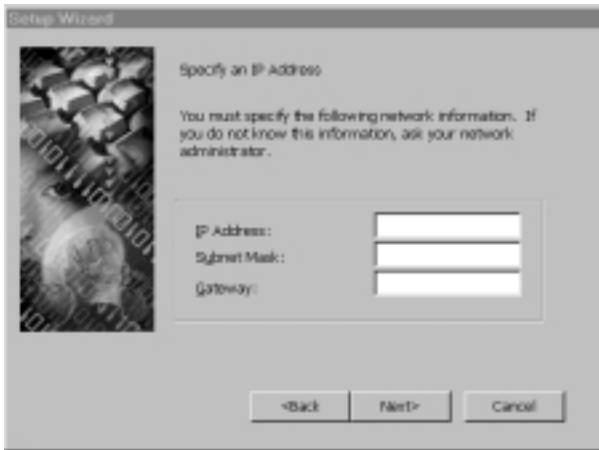 Setup Wizard
Specify an IP Address
You must specify the following network information. If
you do not know this information, ask your network
administrator.
IP Address:
Subnet Mask:
Gateway:
<Back
Next>
Cancel